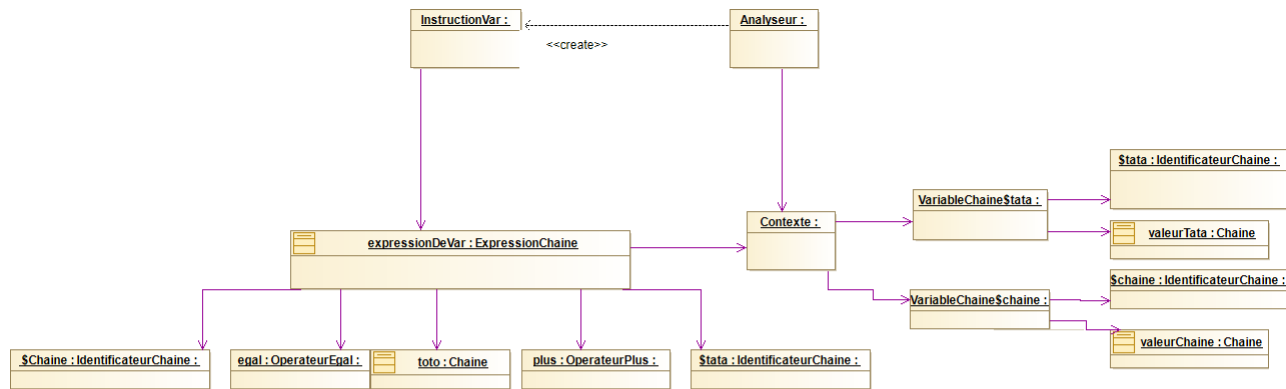 InstructionVar :
Analyseur :
<<create>>
$tata : IdentificateurChaine :
VariableChaine$tata :
Contexte :
valeurTata : Chaine
expressionDeVar : ExpressionChaine
$chaine : IdentificateurChaine :
VariableChaine$chaine :
valeurChaine : Chaine
$Chaine : IdentificateurChaine :
egal : OperateurEgal :
toto : Chaine
plus : OperateurPlus :
$tata : IdentificateurChaine :